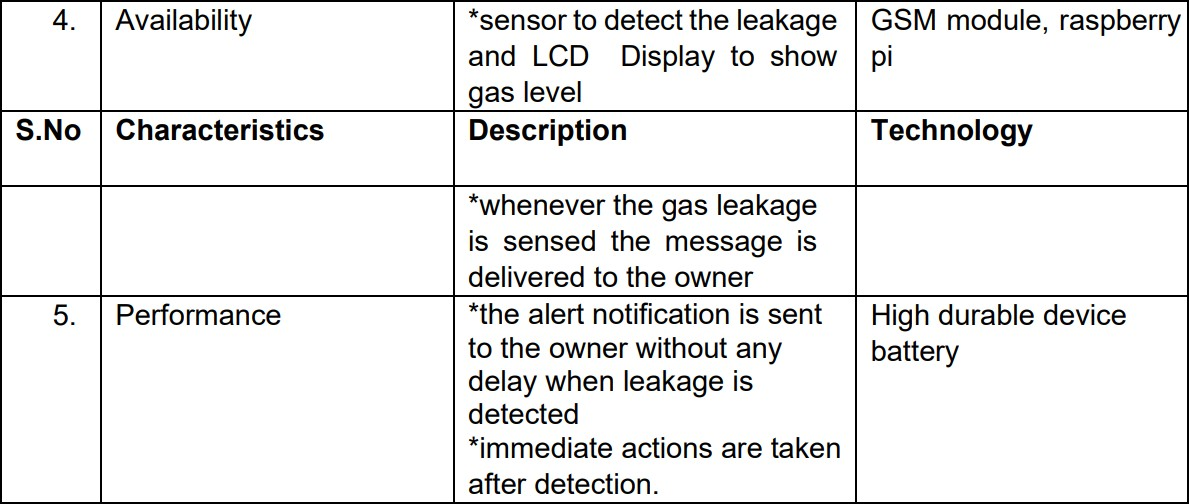 4. Availability *sensor to detect the leakage GSM module, raspberry
and LCD Display to show pi
gas level
S.No Characteristics Description Technology
*whenever the gas leakage
is sensed the message is
delivered to the owner
5. Performance *the alert notification is sent High durable device
to the owner without any battery
delay when leakage is
detected
*immediate actions are taken
after detection.